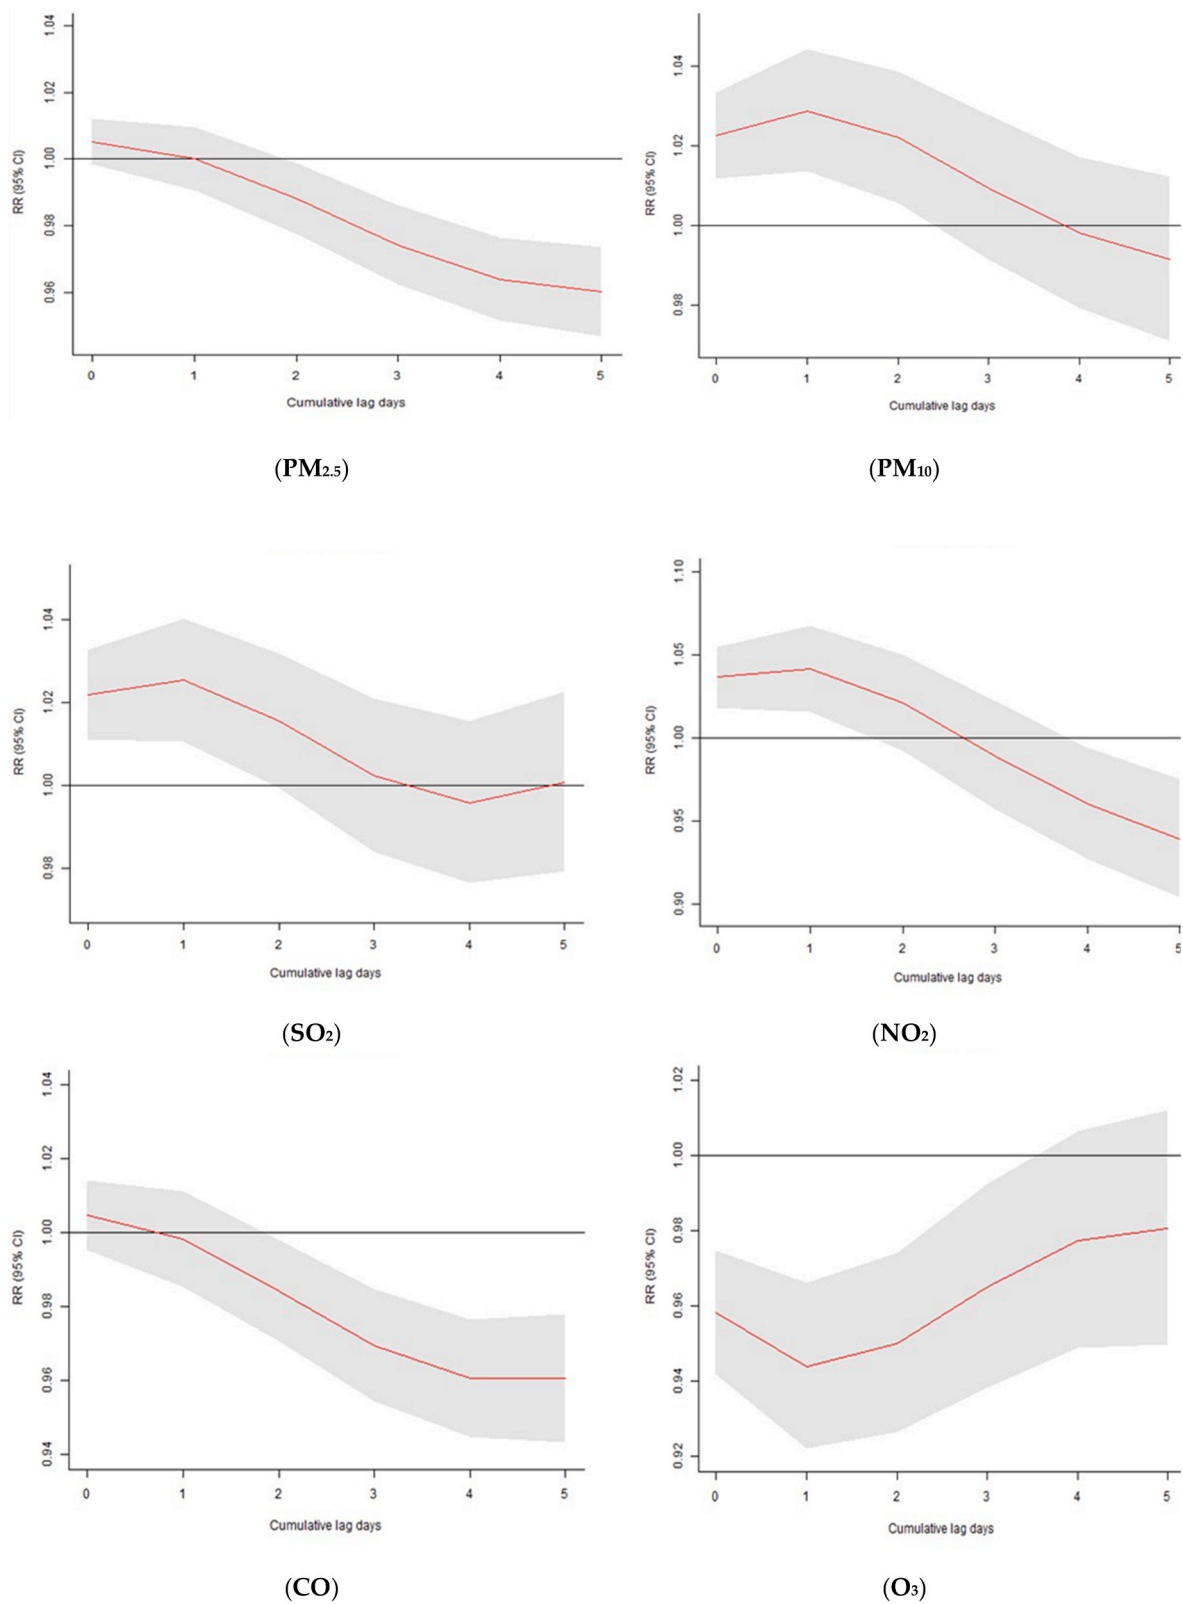 1.04
1.02
1.00
0.98
0.96
RR (95% CI)
0 1 2 3 4 5
Cumulative lag days
(PM2.5)
1.04
1.02
1.00
0.98
RR (95% CI)
0 1 2 3 4 5
Cumulative lag days
(PM10)
1.04
1.02
1.00
0.98
RR (95% CI)
0 1 2 3 4 5
Cumulative lag days
(SO2)
1.10
1.05
1.00
0.95
0.90
RR (95% CI)
0 1 2 3 4 5
Cumulative lag days
(NO2)
1.04
1.02
1.00
0.98
0.96
0.94
RR (95% CI)
0 1 2 3 4 5
Cumulative lag days
(CO)
1.02
1.00
0.98
0.96
0.94
0.92
RR (95% CI)
0 1 2 3 4 5
Cumulative lag days
(O3)